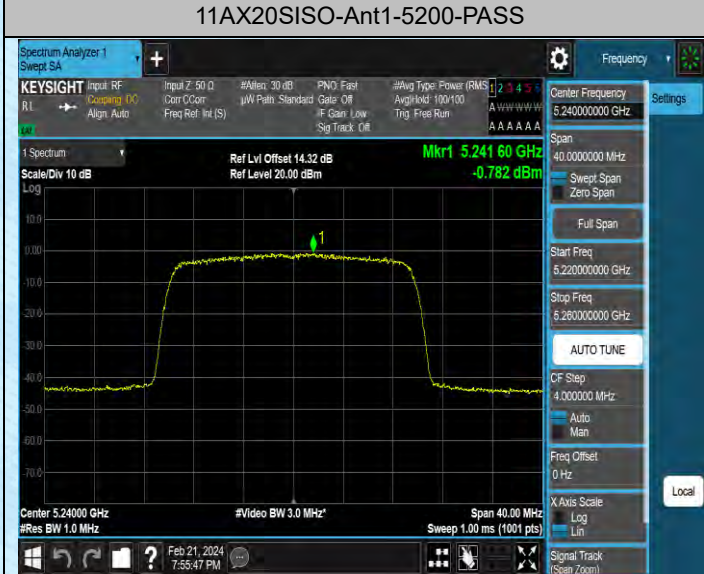 11AX20SISO-Ant1-5200-PASS
Spectrum Analyzer 1
Swept SA
+
Frequency
KEYSIGHT
RL
Input: RF
Coupling: DC
Align: Auto
Input Z: 50 Ω
Corr CCorr
Freq Ref: Int (S)
#Atten: 30 dB
µW Path: Standard
PNO: Fast
Gate: Off
IF Gain: Low
Sig Track: Off
#Avg Type: Power (RMS
Avg|Hold: 100/100
Trig: Free Run
1 2 3 4 5 6
A W W W W W
A A A A A A
1 Spectrum
Scale/Div 10 dB
Log
Ref Lvl Offset 14.32 dB
Ref Level 20.00 dBm
Mkr1 5.241 60 GHz
-0.782 dBm
1
10.0
0.00
-10.0
-20.0
-30.0
-40.0
-50.0
-60.0
-70.0
Center 5.24000 GHz
#Res BW 1.0 MHz
#Video BW 3.0 MHz*
Span 40.00 MHz
Sweep 1.00 ms (1001 pts)
Center Frequency
5.240000000 GHz
Span
40.0000000 MHz
Swept Span
Zero Span
Full Span
Start Freq
5.220000000 GHz
Stop Freq
5.260000000 GHz
AUTO TUNE
CF Step
4.000000 MHz
Auto
Man
Freq Offset
0 Hz
X Axis Scale
Log
Lin
Signal Track
(Span Zoom)
Settings
Local
?
Feb 21, 2024
7:55:47 PM